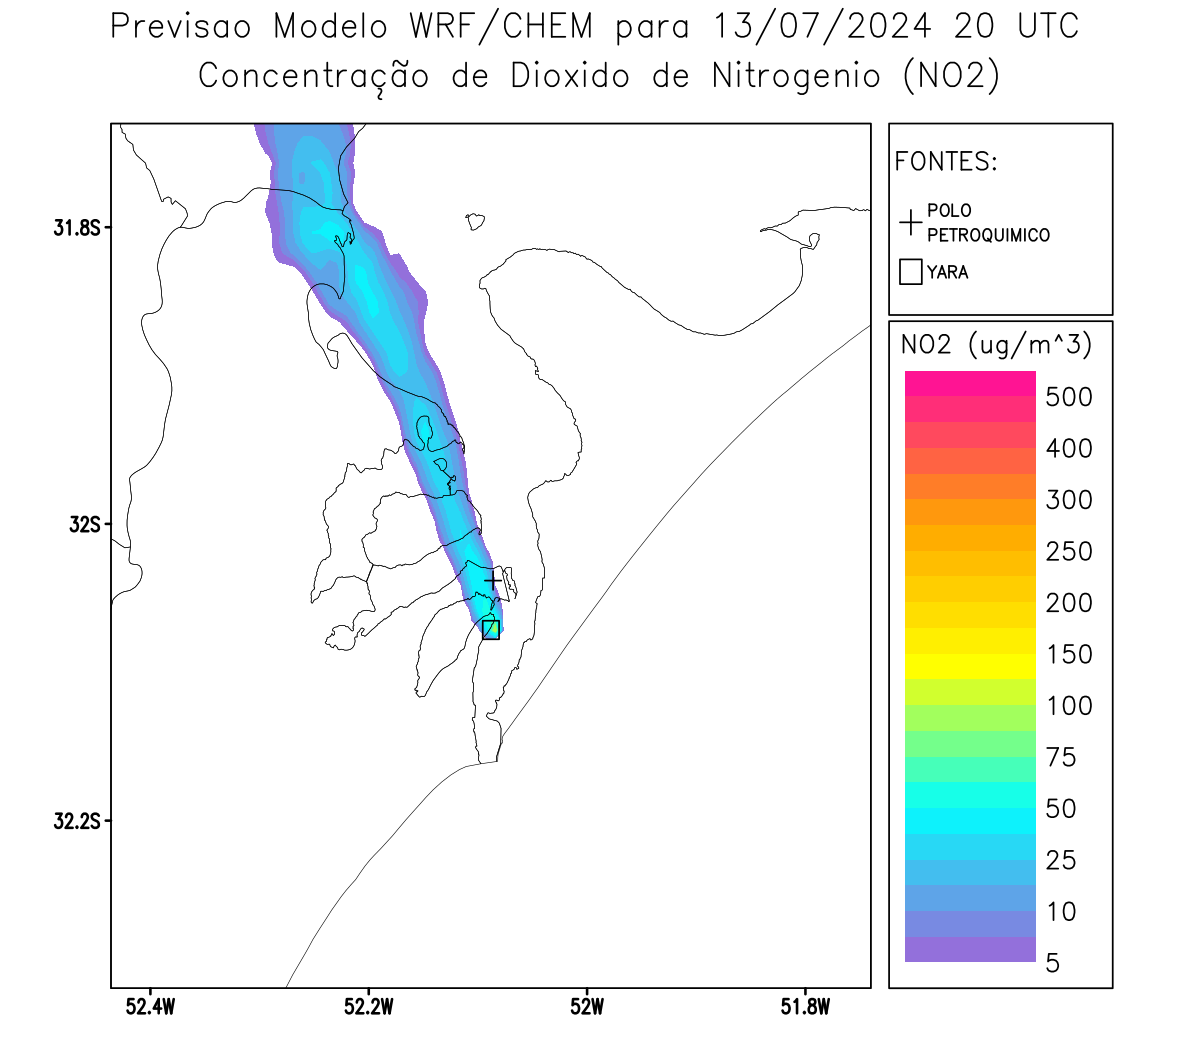 Previsao Modelo WRF/CHEM para 13/07/2024 20 UTC
Concentração de Dioxido de Nitrogenio (NO2)
FONTES:
POLO
PETROQUIMICO
YARA
31.8S
32S
32.2S
52.4W
52.2W
52W
51.8W
NO2 (ug/m^3)
500
400
300
250
200
150
100
75
50
25
10
5